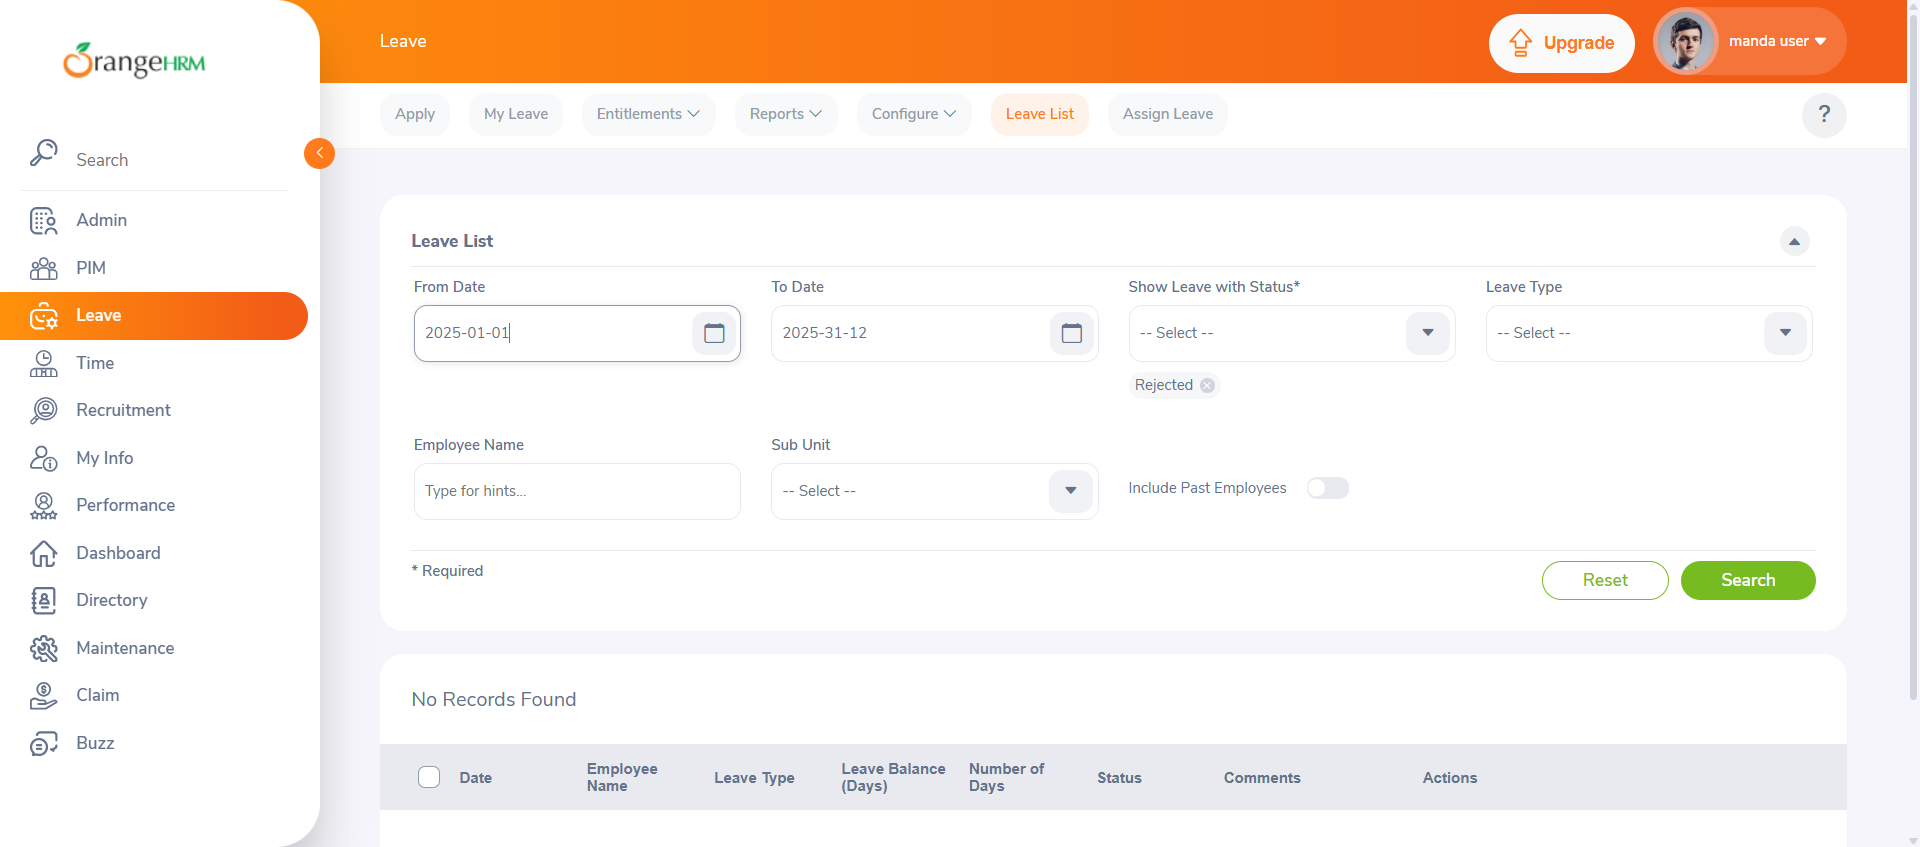 OrangeHRM
Leave
Upgrade
manda user
Apply
My Leave
Entitlements
Reports
Configure
Leave List
Assign Leave
?
Search
Admin
PIM
Leave
Time
Recruitment
My Info
Performance
Dashboard
Directory
Maintenance
Claim
Buzz
Leave List
From Date
To Date
Show Leave with Status*
Leave Type
2025-01-01
2025-31-12
-- Select --
-- Select --
Rejected
Employee Name
Sub Unit
Type for hints...
-- Select --
Include Past Employees
* Required
Reset
Search
No Records Found
Date
Employee
Name
Leave Type
Leave Balance
(Days)
Number of
Days
Status
Comments
Actions